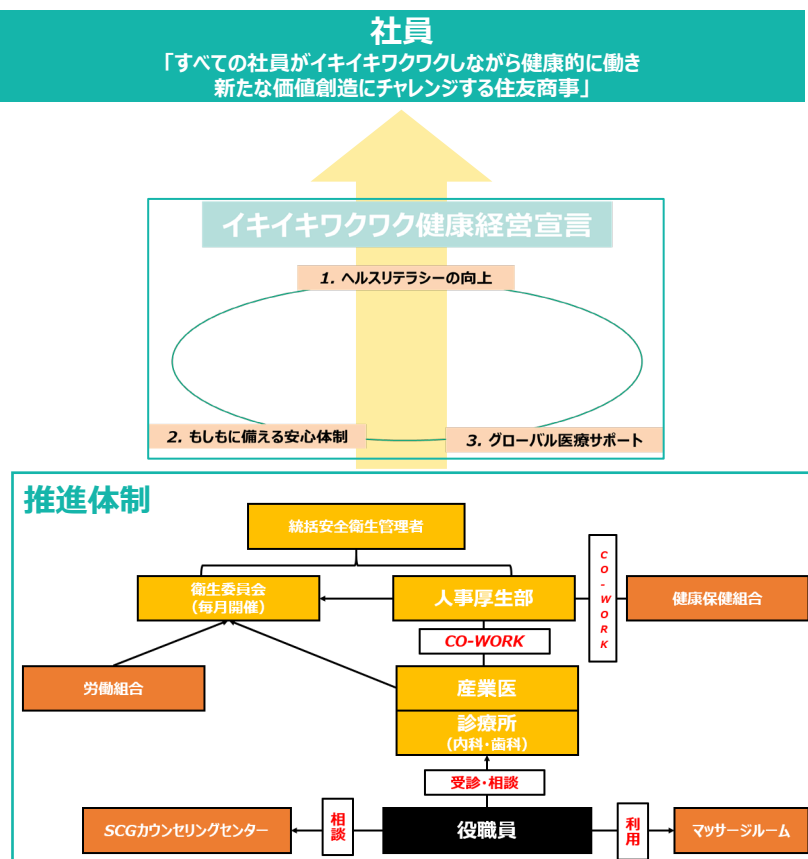 社員
「すべての社員がイキイキワクワクしながら健康的に働き
新たな価値創造にチャレンジする住友商事」
イキイキワクワク健康経営宣言
1. ヘルスリテラシーの向上
2. もしもに備える安心体制
3. グローバル医療サポート
推進体制
統括安全衛生管理者
衛生委員会
(毎月開催)
人事厚生部
CO-WORK
健康保健組合
CO-WORK
労働組合
産業医
診療所
(内科・歯科)
受診・相談
SCGカウンセリングセンター
相談
役職員
利用
マッサージルーム